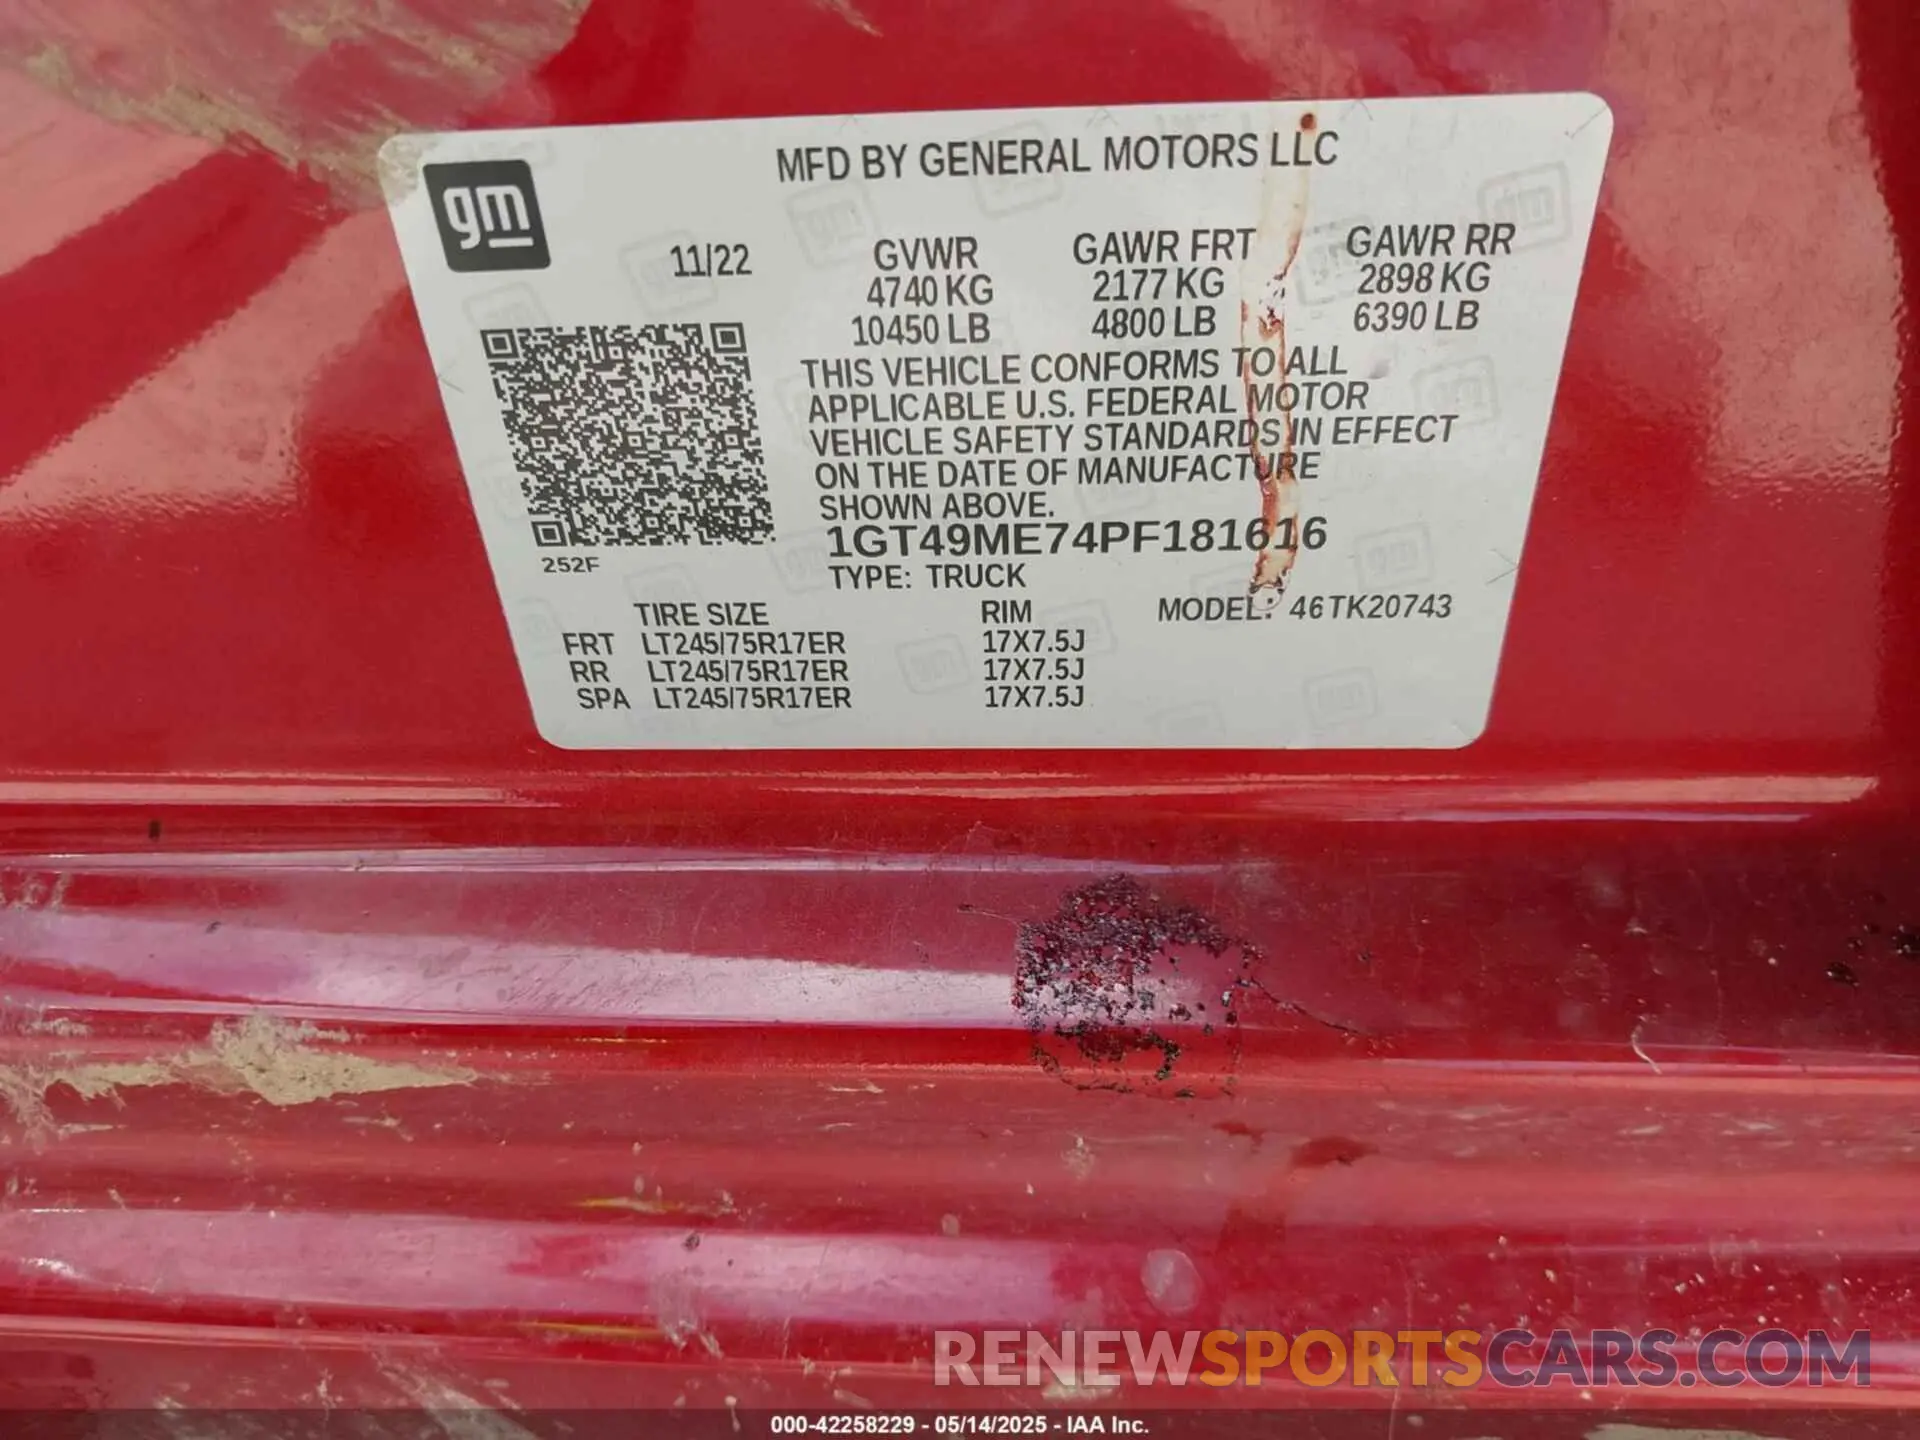 MFD BY GENERAL MOTORS LLC
gm
11/22 GVWR GAWR FRT GAWR RR
4740 KG 2177 KG 2898 KG
10450 LB 4800 LB 6390 LB
THIS VEHICLE CONFORMS TO ALL
APPLICABLE U.S. FEDERAL MOTOR
VEHICLE SAFETY STANDARDS IN EFFECT
ON THE DATE OF MANUFACTURE
SHOWN ABOVE.
1GT49ME74PF181616
252F
TYPE: TRUCK
TIRE SIZE RIM MODEL: 46TK20743
FRT LT245/75R17ER 17X7.5J
RR LT245/75R17ER 17X7.5J
SPA LT245/75R17ER 17X7.5J
RENEWSPORTSCARS.COM
000-42258229 - 05/14/2025 - IAA Inc.